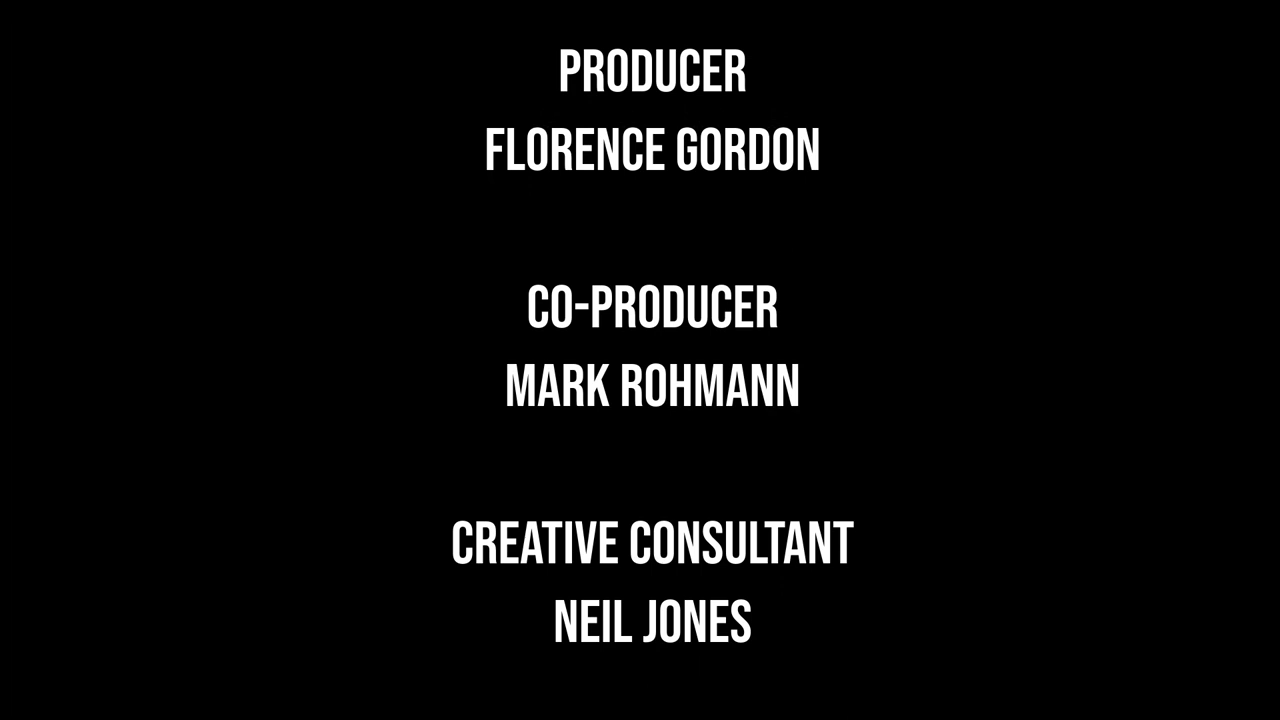 PRODUCER
FLORENCE GORDON
CO-PRODUCER
MARK ROHMANN
CREATIVE CONSULTANT
NEIL JONES